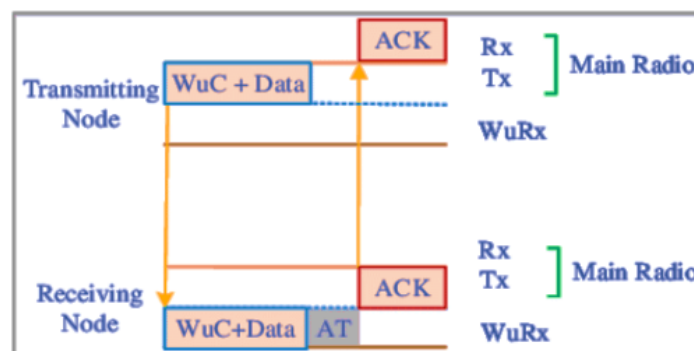 ACK
Rx
Tx
Main Radio
WuC + Data
Transmitting
Node
WuRx
Rx
Tx
Main Radio
ACK
Receiving
Node
WuC+Data
AT
WuRx